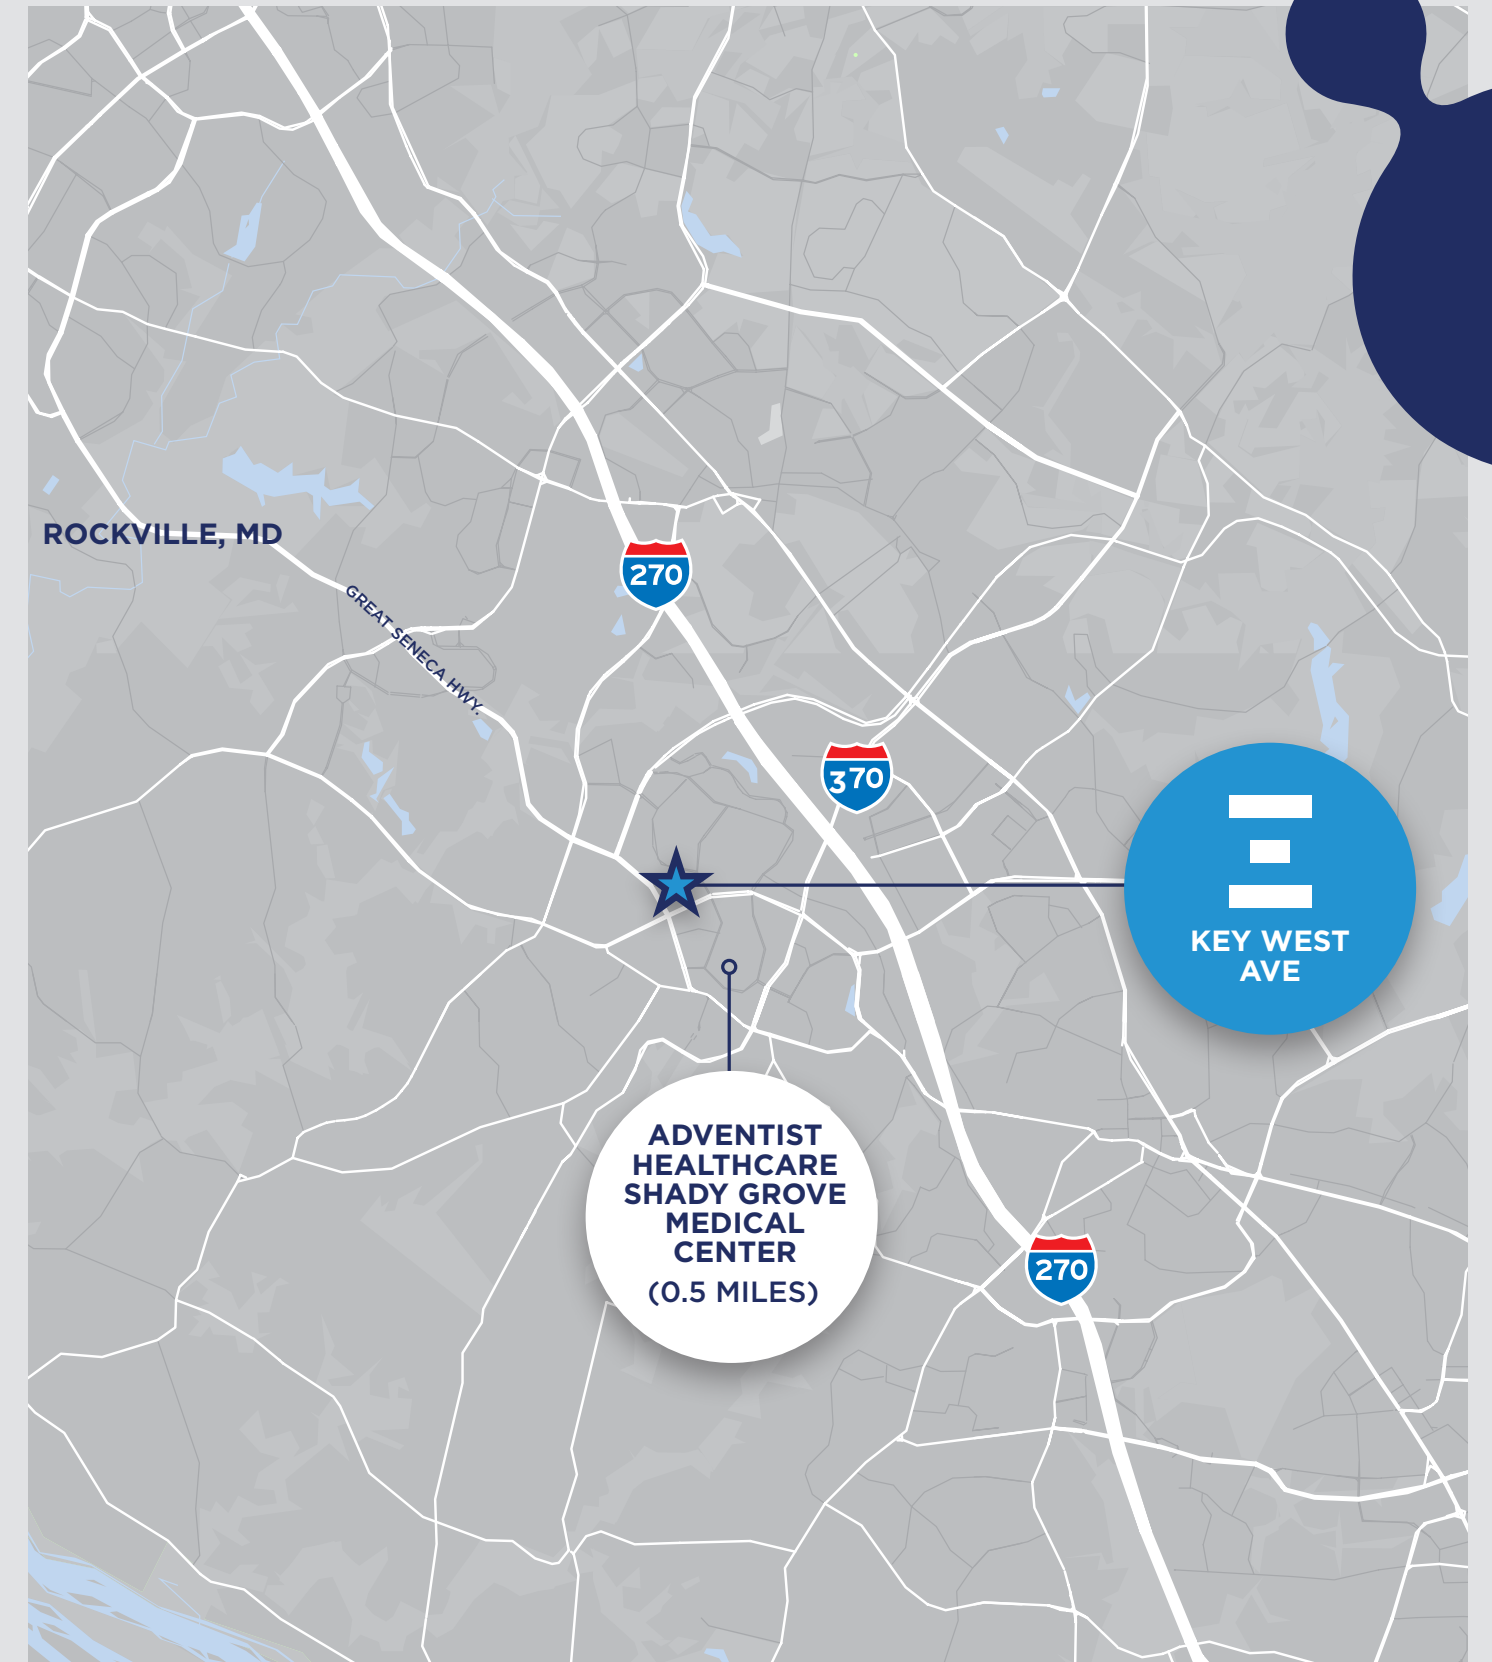 ROCKVILLE, MD
270
GREAT SENECA HWY.
370
KEY WEST
AVE
ADVENTIST
HEALTHCARE
SHADY GROVE
MEDICAL
CENTER
(0.5 MILES)
270